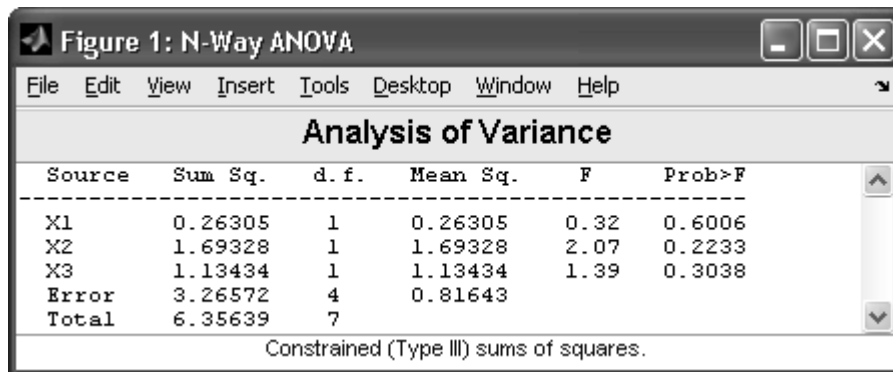 Figure 1: N-Way ANOVA
File Edit View Insert Tools Desktop Window Help
Analysis of Variance
Source Sum Sq. d.f. Mean Sq. F Prob>F
X1 0.26305 1 0.26305 0.32 0.6006
X2 1.69328 1 1.69328 2.07 0.2233
X3 1.13434 1 1.13434 1.39 0.3038
Error 3.26572 4 0.81643
Total 6.35639 7
Constrained (Type III) sums of squares.